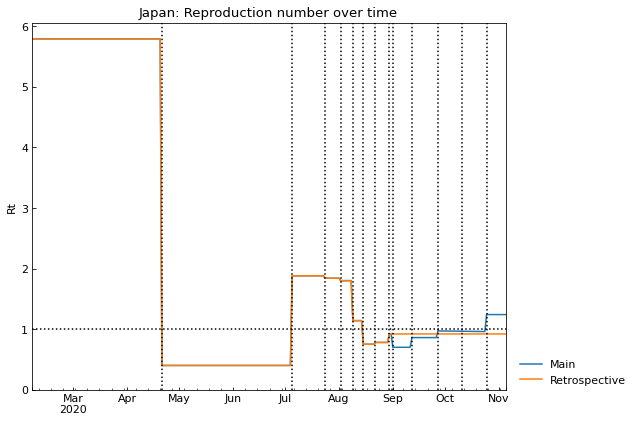 Japan: Reproduction number over time
Rt
6
5
4
3
2
1
0
Mar Apr May Jun Jul Aug Sep Oct Nov
2020
Main
Retrospective